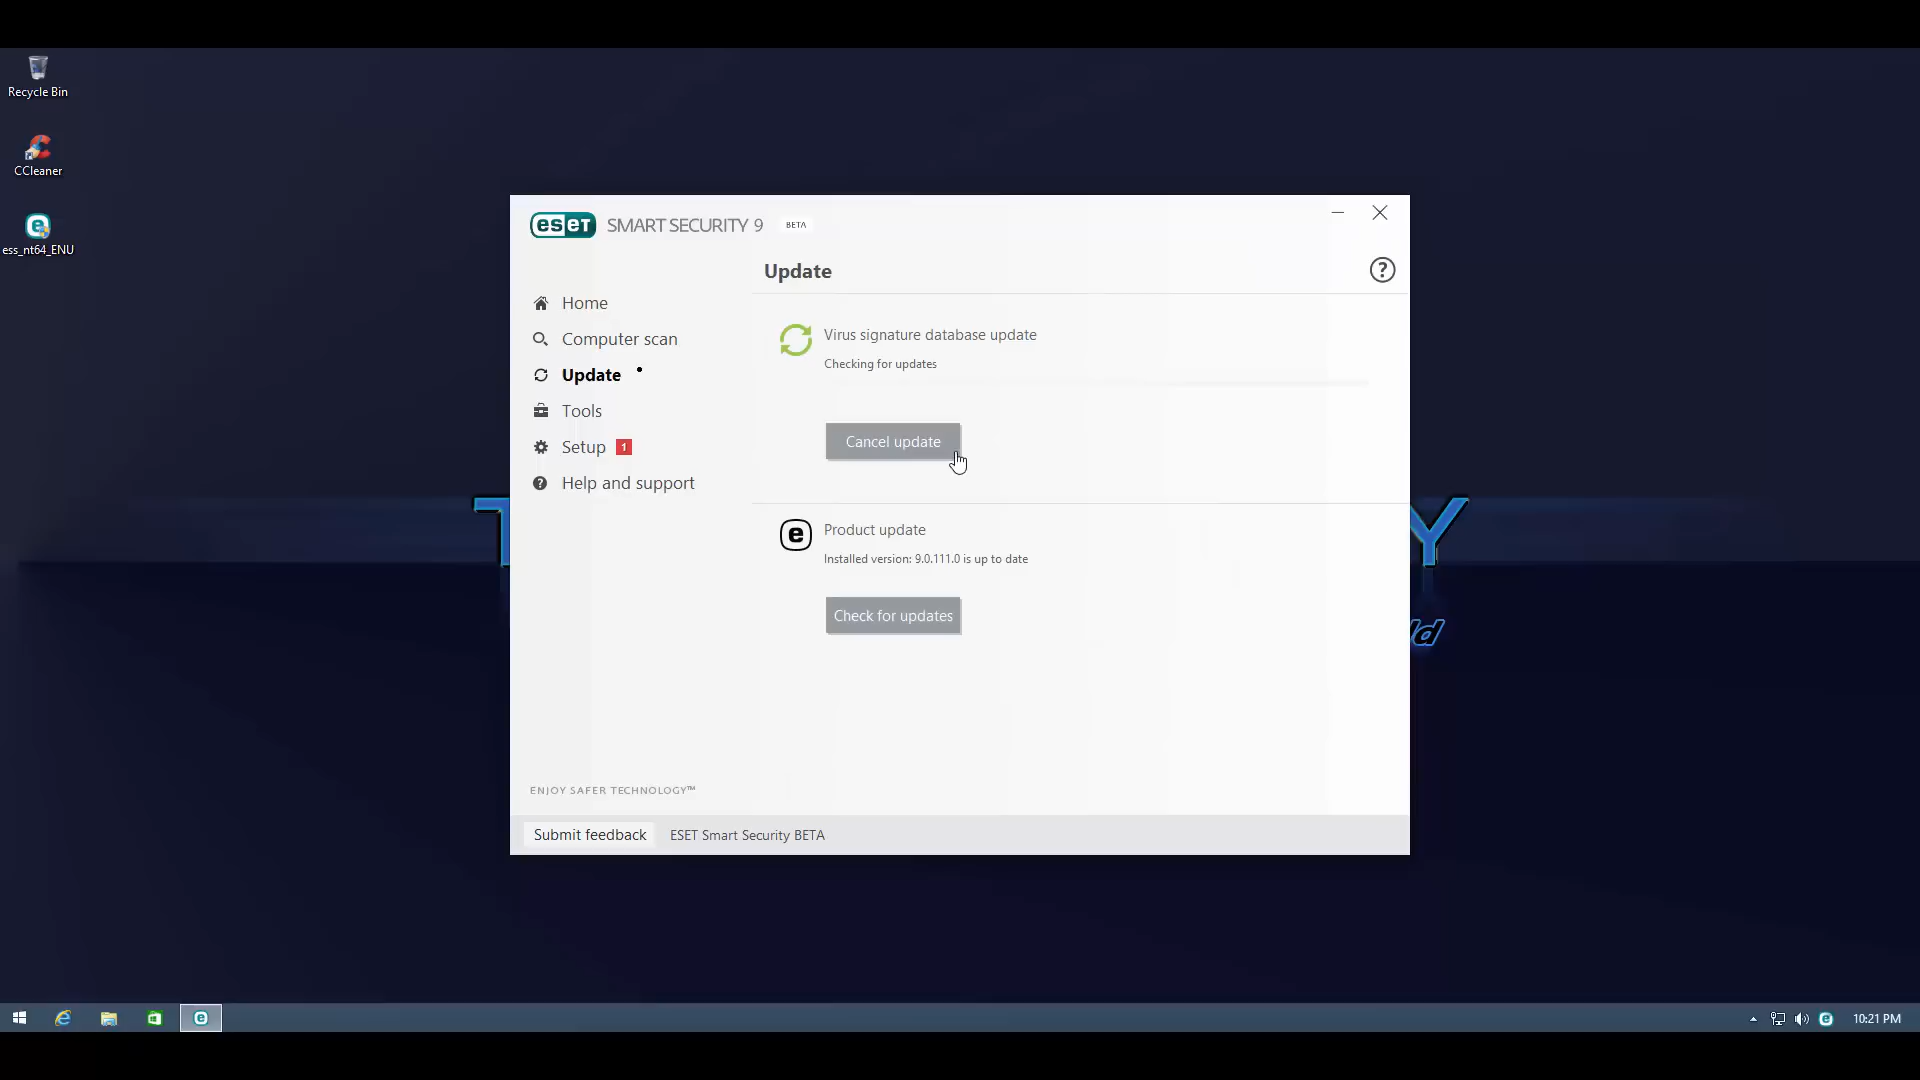 Recycle Bin
CCleaner
ess_nt64_ENU
eseT SMART SECURITY 9 BETA
Update
?
Home
Computer scan
Update
Tools
Setup 1
Help and support
Virus signature database update
Checking for updates
Cancel update
e
Product update
Installed version: 9.0.111.0 is up to date
Check for updates
ENJOY SAFER TECHNOLOGY™
Submit feedback
ESET Smart Security BETA
T
Y
ld
10:21 PM